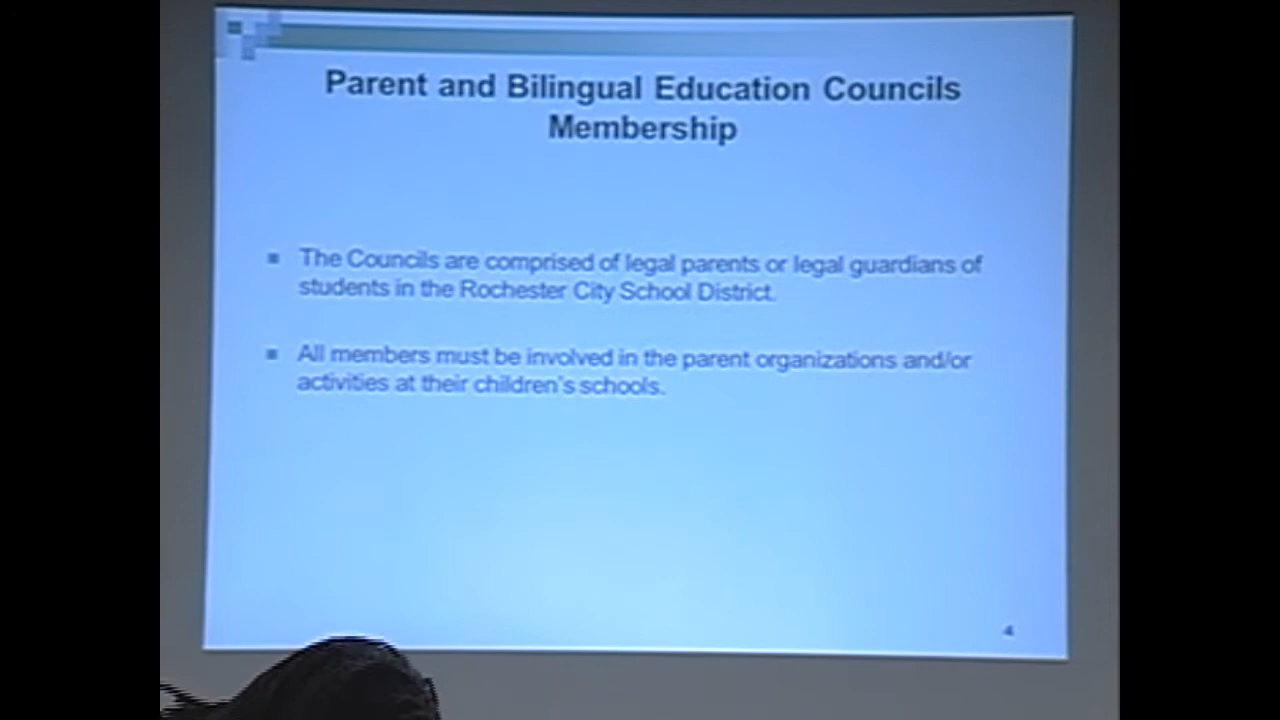 Parent and Bilingual Education Councils
Membership
The Councils are comprised of legal parents or legal guardians of
students in the Rochester City School District.
All members must be involved in the parent organizations and/or
activities at their children's schools.
4